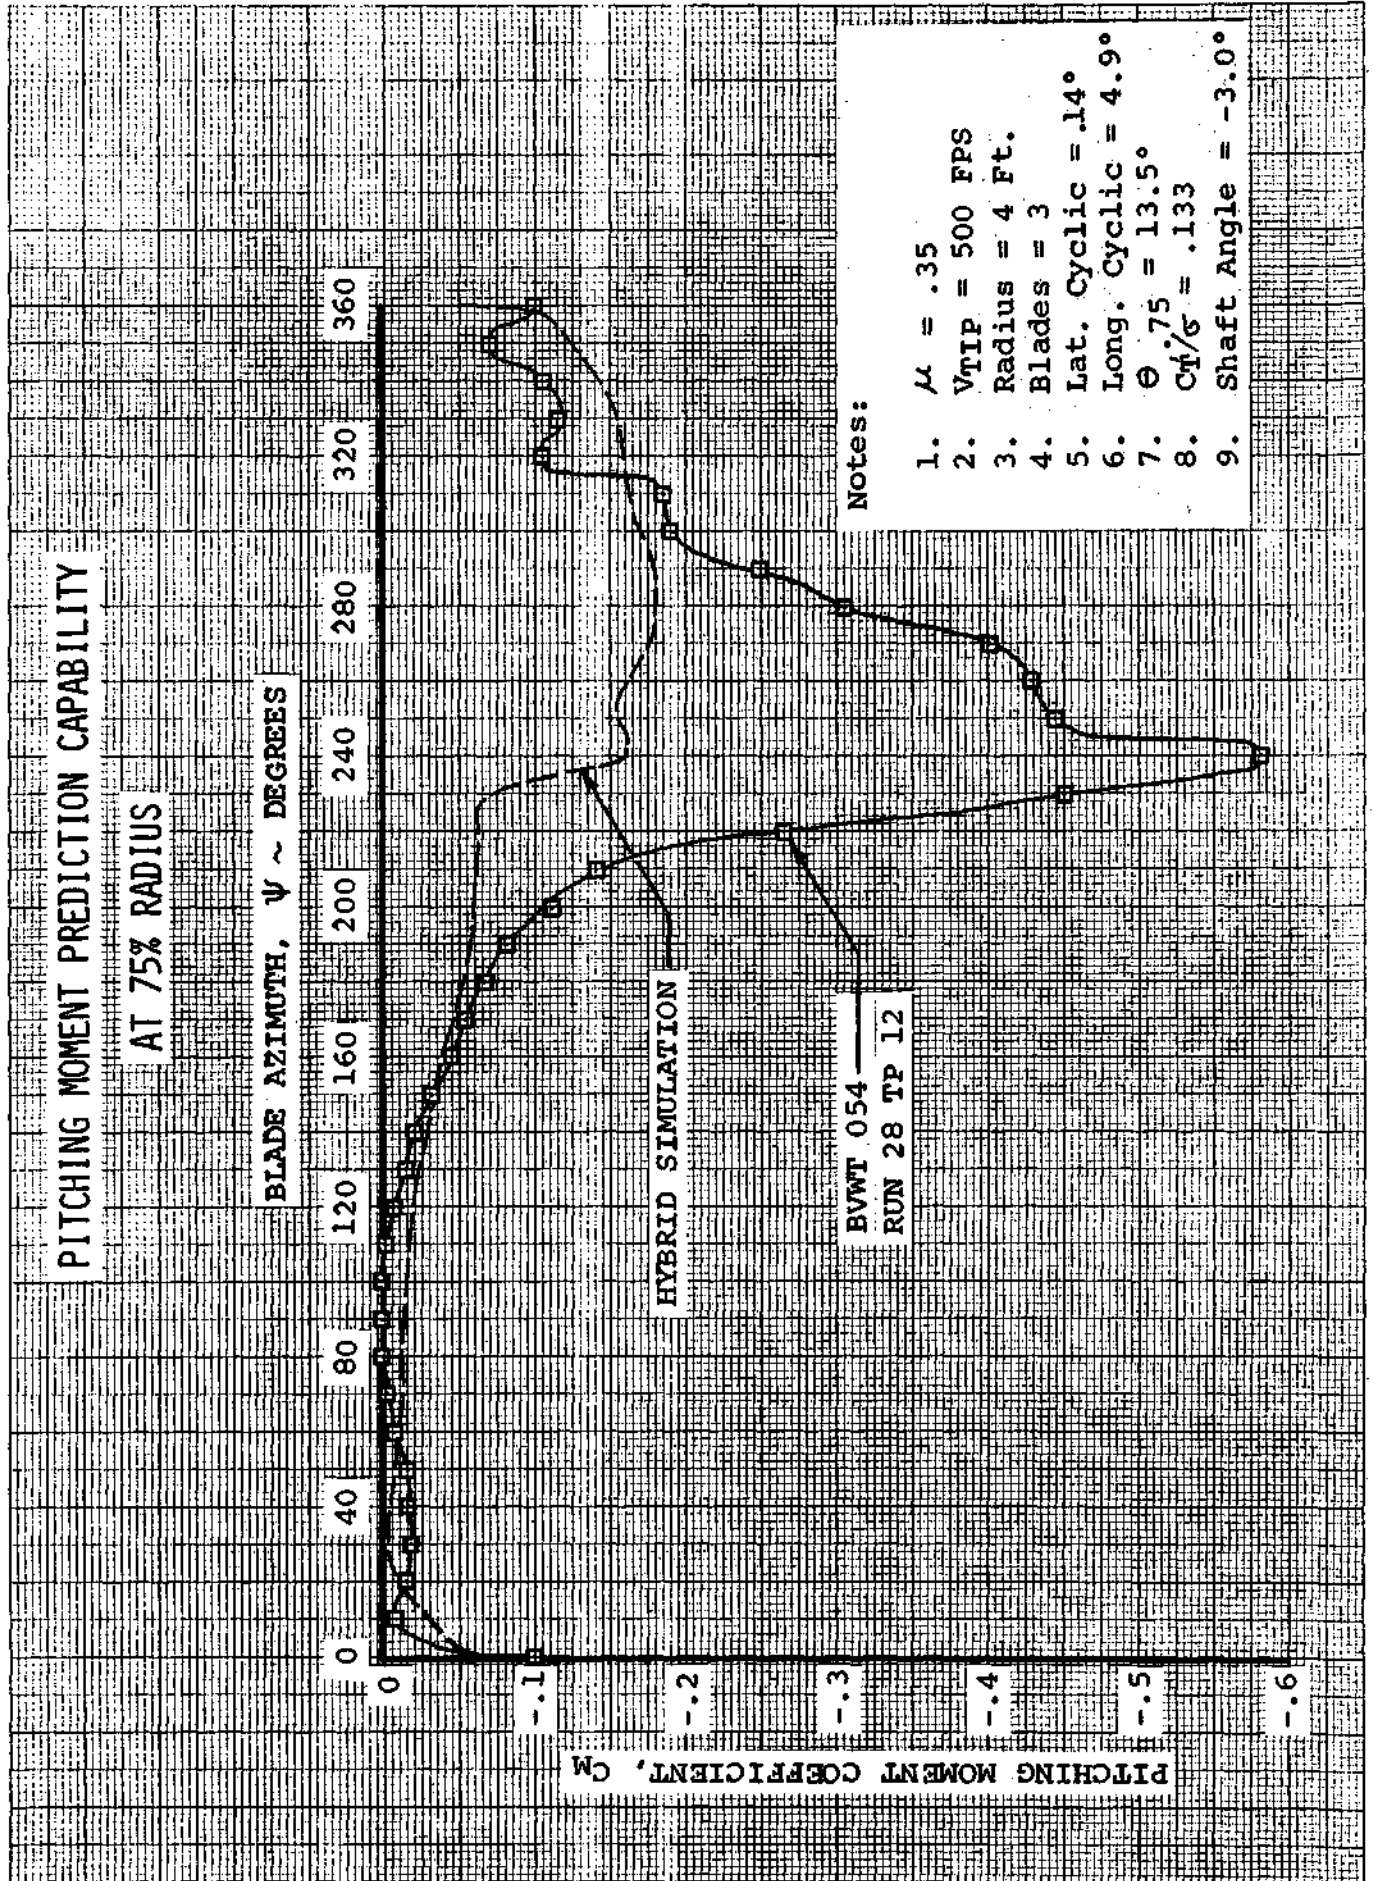 PITCHING MOMENT PREDICTION CAPABILITY
AT 75% RADIUS
BLADE AZIMUTH, Ψ ~ DEGREES
0 40 80 120 160 200 240 280 320 360
0
-.1
-.2
-.3
-.4
-.5
-.6
PITCHING MOMENT COEFFICIENT, CM
HYBRID SIMULATION
BVWT 054
RUN 28 TP 12
Notes:
1. μ = .35
2. VTIP = 500 FPS
3. Radius = 4 Ft.
4. Blades = 3
5. Lat. Cyclic = .14°
6. Long. Cyclic = 4.9°
7. θ.75 = 13.5°
8. CT'/σ = .133
9. Shaft Angle = -3.0°